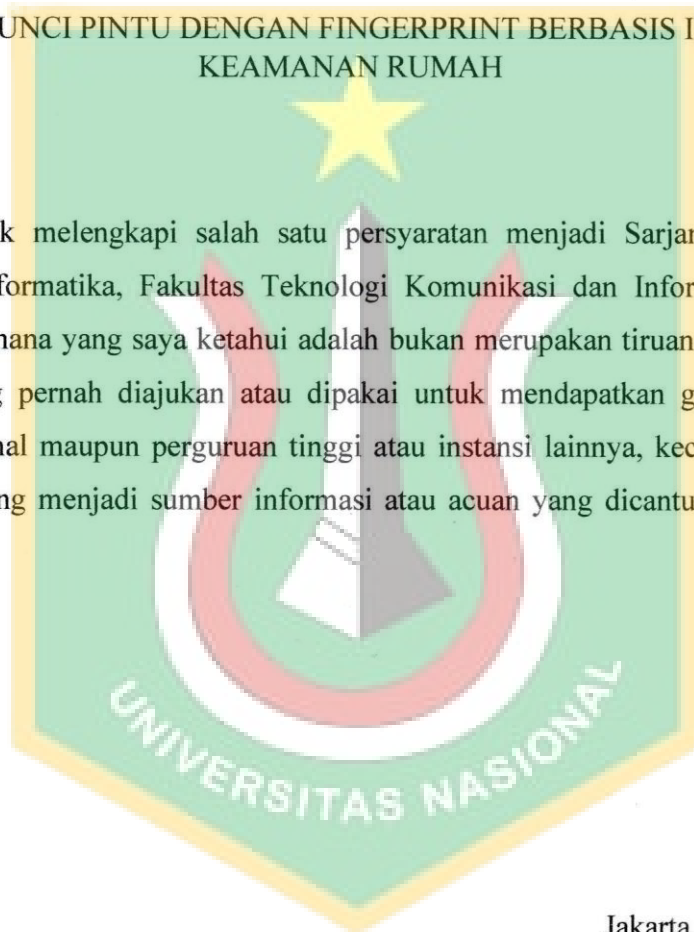 UNCI PINTU DENGAN FINGERPRINT BERBASIS I
KEAMANAN RUMAH
k melengkapi salah satu persyaratan menjadi Sarjan
formatika, Fakultas Teknologi Komunikasi dan Infor
nana yang saya ketahui adalah bukan merupakan tiruan
g pernah diajukan atau dipakai untuk mendapatkan g
nal maupun perguruan tinggi atau instansi lainnya, kec
ng menjadi sumber informasi atau acuan yang dicantu
UNIVERSITAS NASIONAL
Jakarta